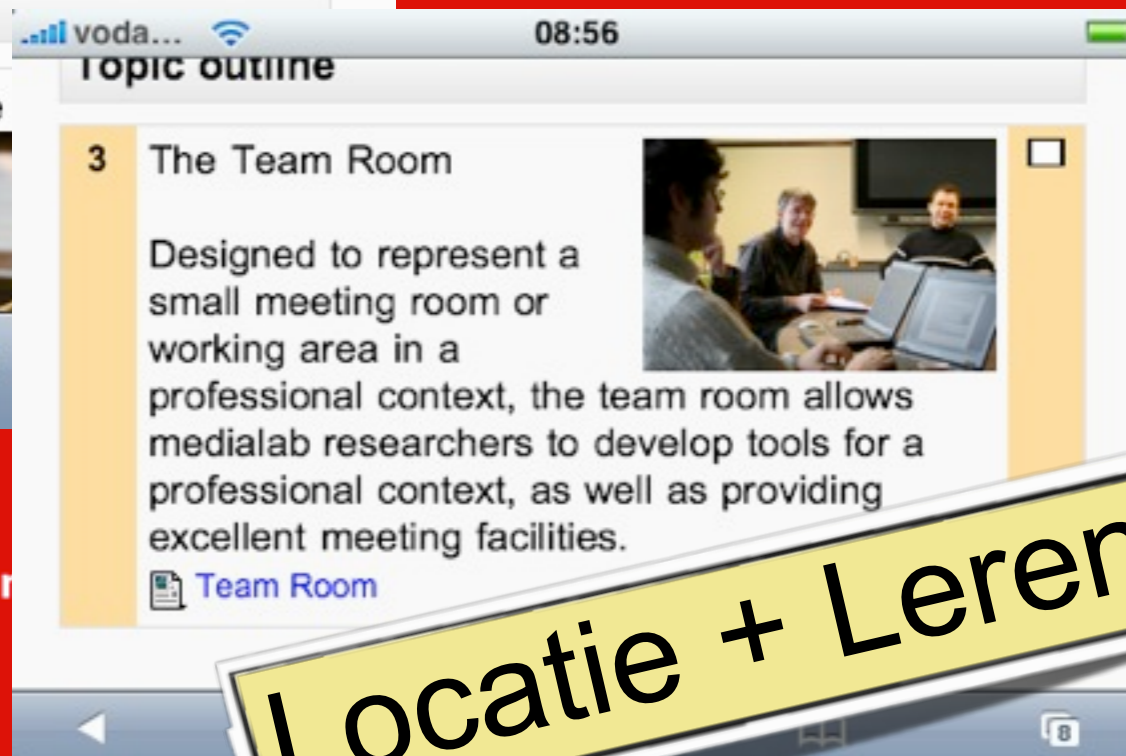 voda... 08:56
Topic outline
3 The Team Room
Designed to represent a
small meeting room or
working area in a
professional context, the team room allows
medialab researchers to develop tools for a
professional context, as well as providing
excellent meeting facilities.
Team Room
Locatie + Leren
8